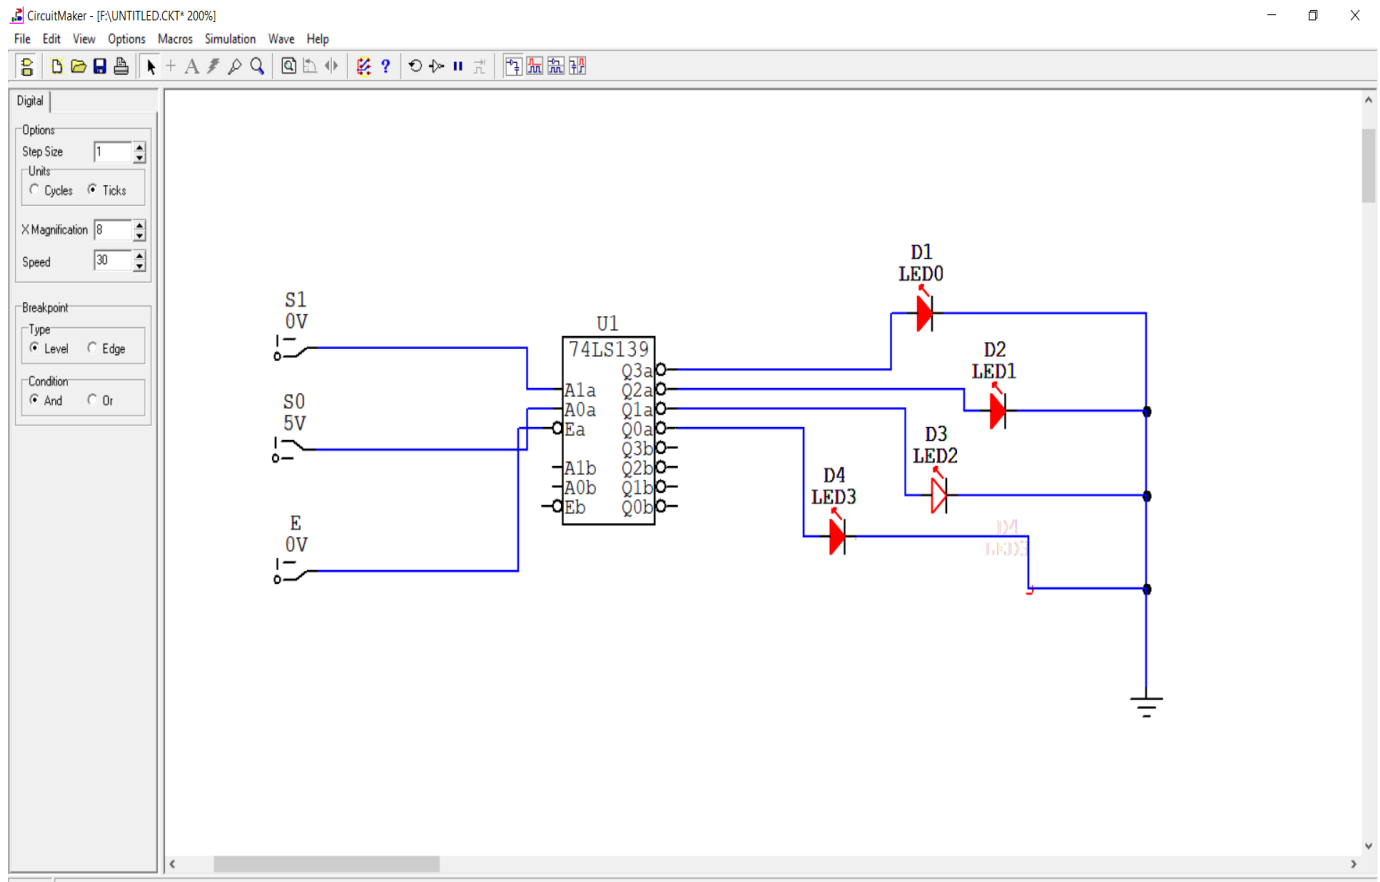 CircuitMaker - [F:\UNTITLED.CKT* 200%]
File Edit View Options Macros Simulation Wave Help
Digital
Options
Step Size 1
Units
Cycles Ticks
X Magnification 8
Speed 30
Breakpoint
Type
Level Edge
Condition
And Or
S1
0V
S0
5V
E
0V
U1
74LS139
Q3a
A1a Q2a
A0a Q1a
Ea Q0a
Q3b
A1b Q2b
A0b Q1b
Eb Q0b
D1
LED0
D2
LED1
D3
LED2
D4
LED3